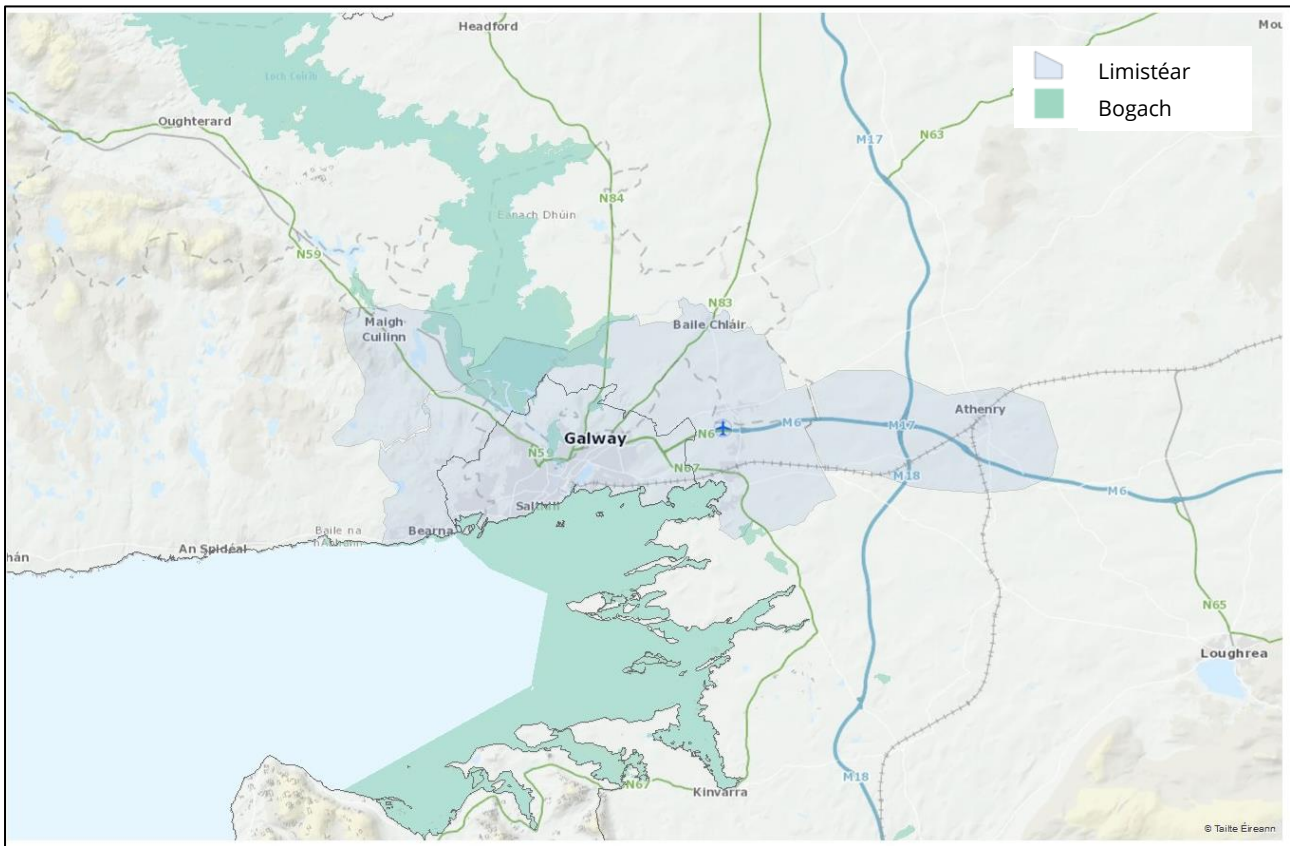 Headford
Mou
Limistéar
Loch Coirib
Bogach
Oughterard
M17
N63
N84
Eanach Dhúin
N59
N83
Maigh
Cuilinn
Baile Chláir
Athenry
M6
M17
Galway
N6
N59
N67
M18
M6
Bearna
Baile na
An Spidéal
hán
N65
Loughrea
M18
N67
Kinvarra
© Tailte Éireann